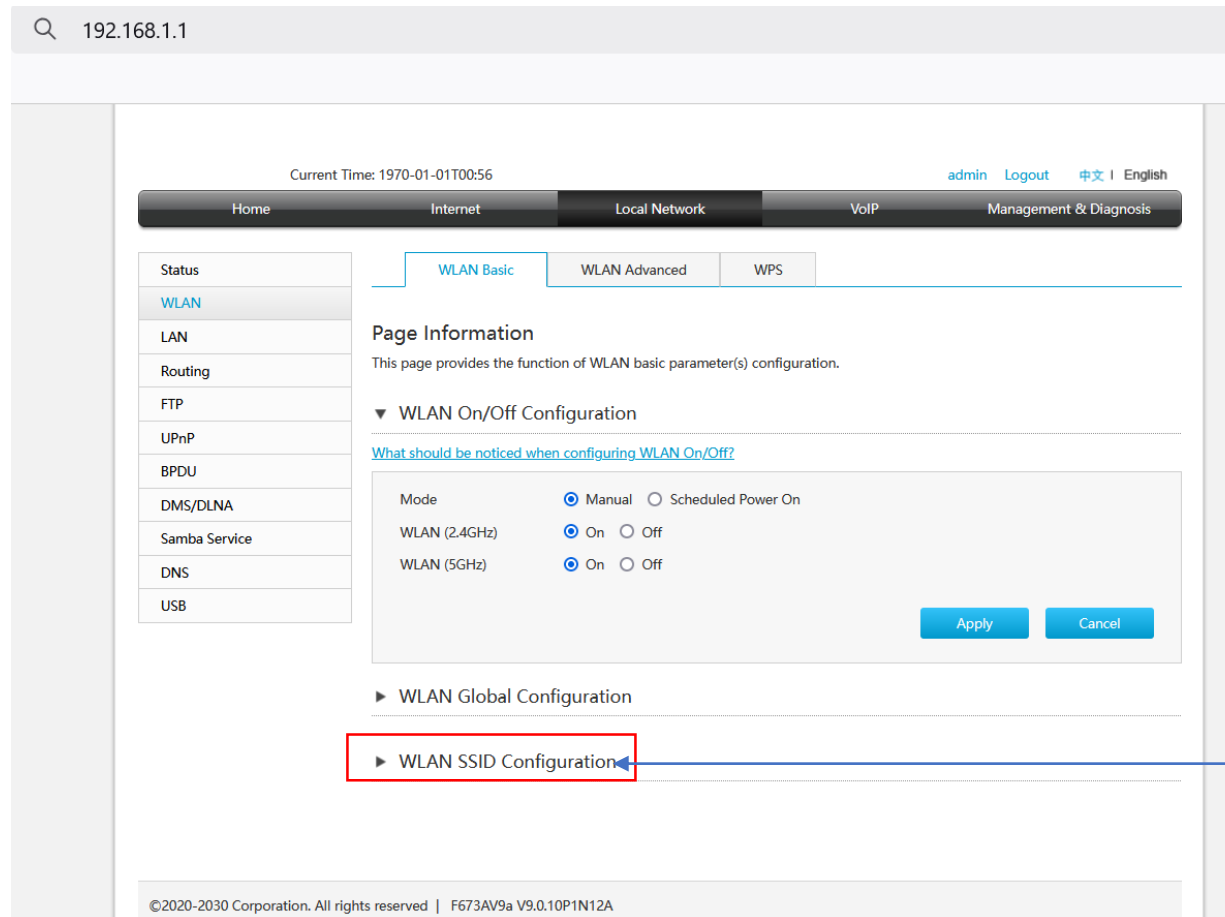 192.168.1.1
Current Time: 1970-01-01T00:56
admin Logout 中文 | English
Home Internet Local Network VoIP Management & Diagnosis
Status
WLAN
LAN
Routing
FTP
UPnP
BPDU
DMS/DLNA
Samba Service
DNS
USB
WLAN Basic WLAN Advanced WPS
Page Information
This page provides the function of WLAN basic parameter(s) configuration.
WLAN On/Off Configuration
What should be noticed when configuring WLAN On/Off?
Mode Manual Scheduled Power On
WLAN (2.4GHz) On Off
WLAN (5GHz) On Off
Apply Cancel
WLAN Global Configuration
WLAN SSID Configuration
©2020-2030 Corporation. All rights reserved | F673AV9a V9.0.10P1N12A